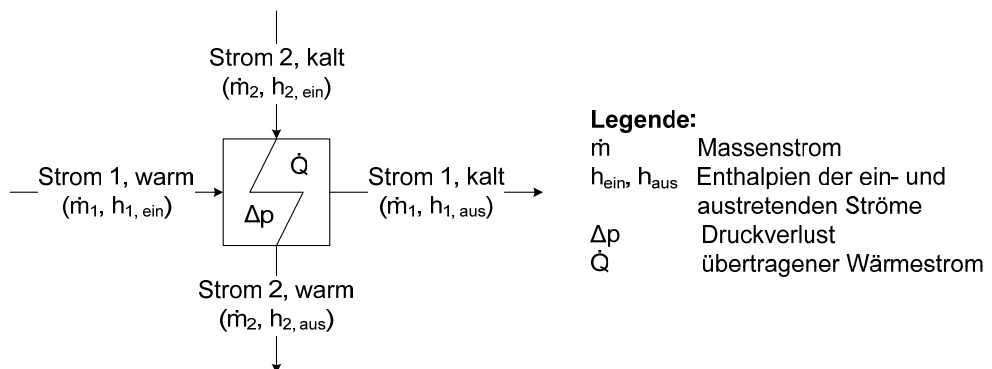 Strom 2, kalt
(ṁ₂, h₂, ein)
Strom 1, warm
(ṁ₁, h₁, ein)
Q̇
Δp
Strom 1, kalt
(ṁ₁, h₁, aus)
Strom 2, warm
(ṁ₂, h₂, aus)
Legende:
ṁ Massenstrom
hein, haus Enthalpien der ein- und
austretenden Ströme
Δp Druckverlust
Q̇ übertragener Wärmestrom